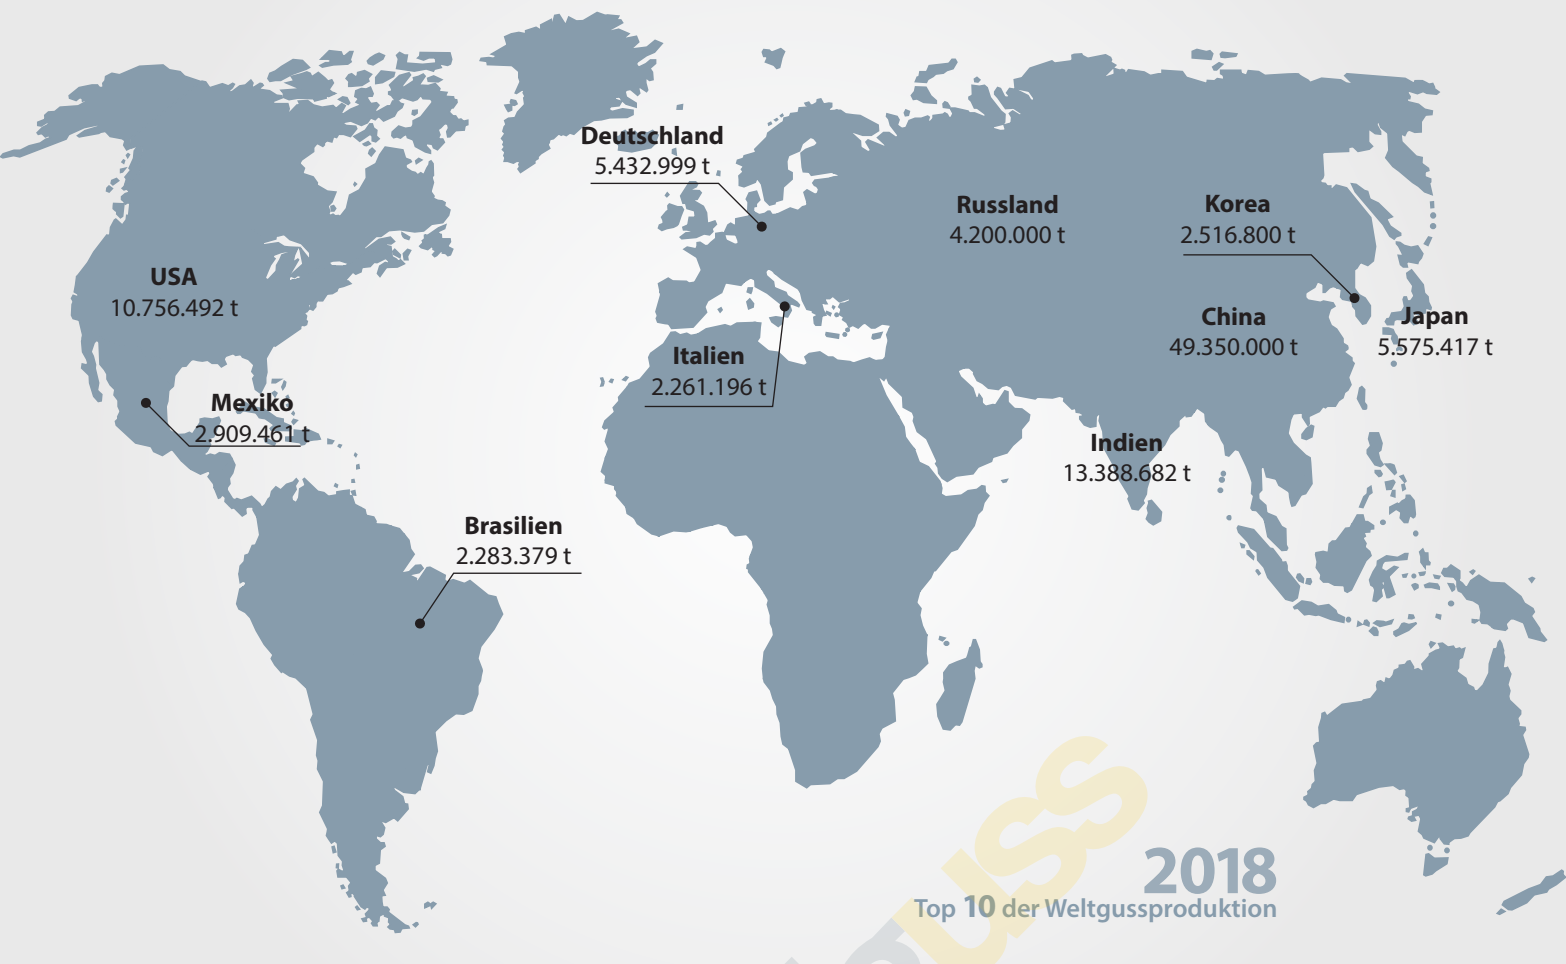 Deutschland
5.432.999 t
Russland
4.200.000 t
Korea
2.516.800 t
USA
10.756.492 t
China
49.350.000 t
Japan
5.575.417 t
Italien
2.261.196 t
Mexiko
2.909.461 t
Indien
13.388.682 t
Brasilien
2.283.379 t
2018
Top 10 der Weltgussproduktion